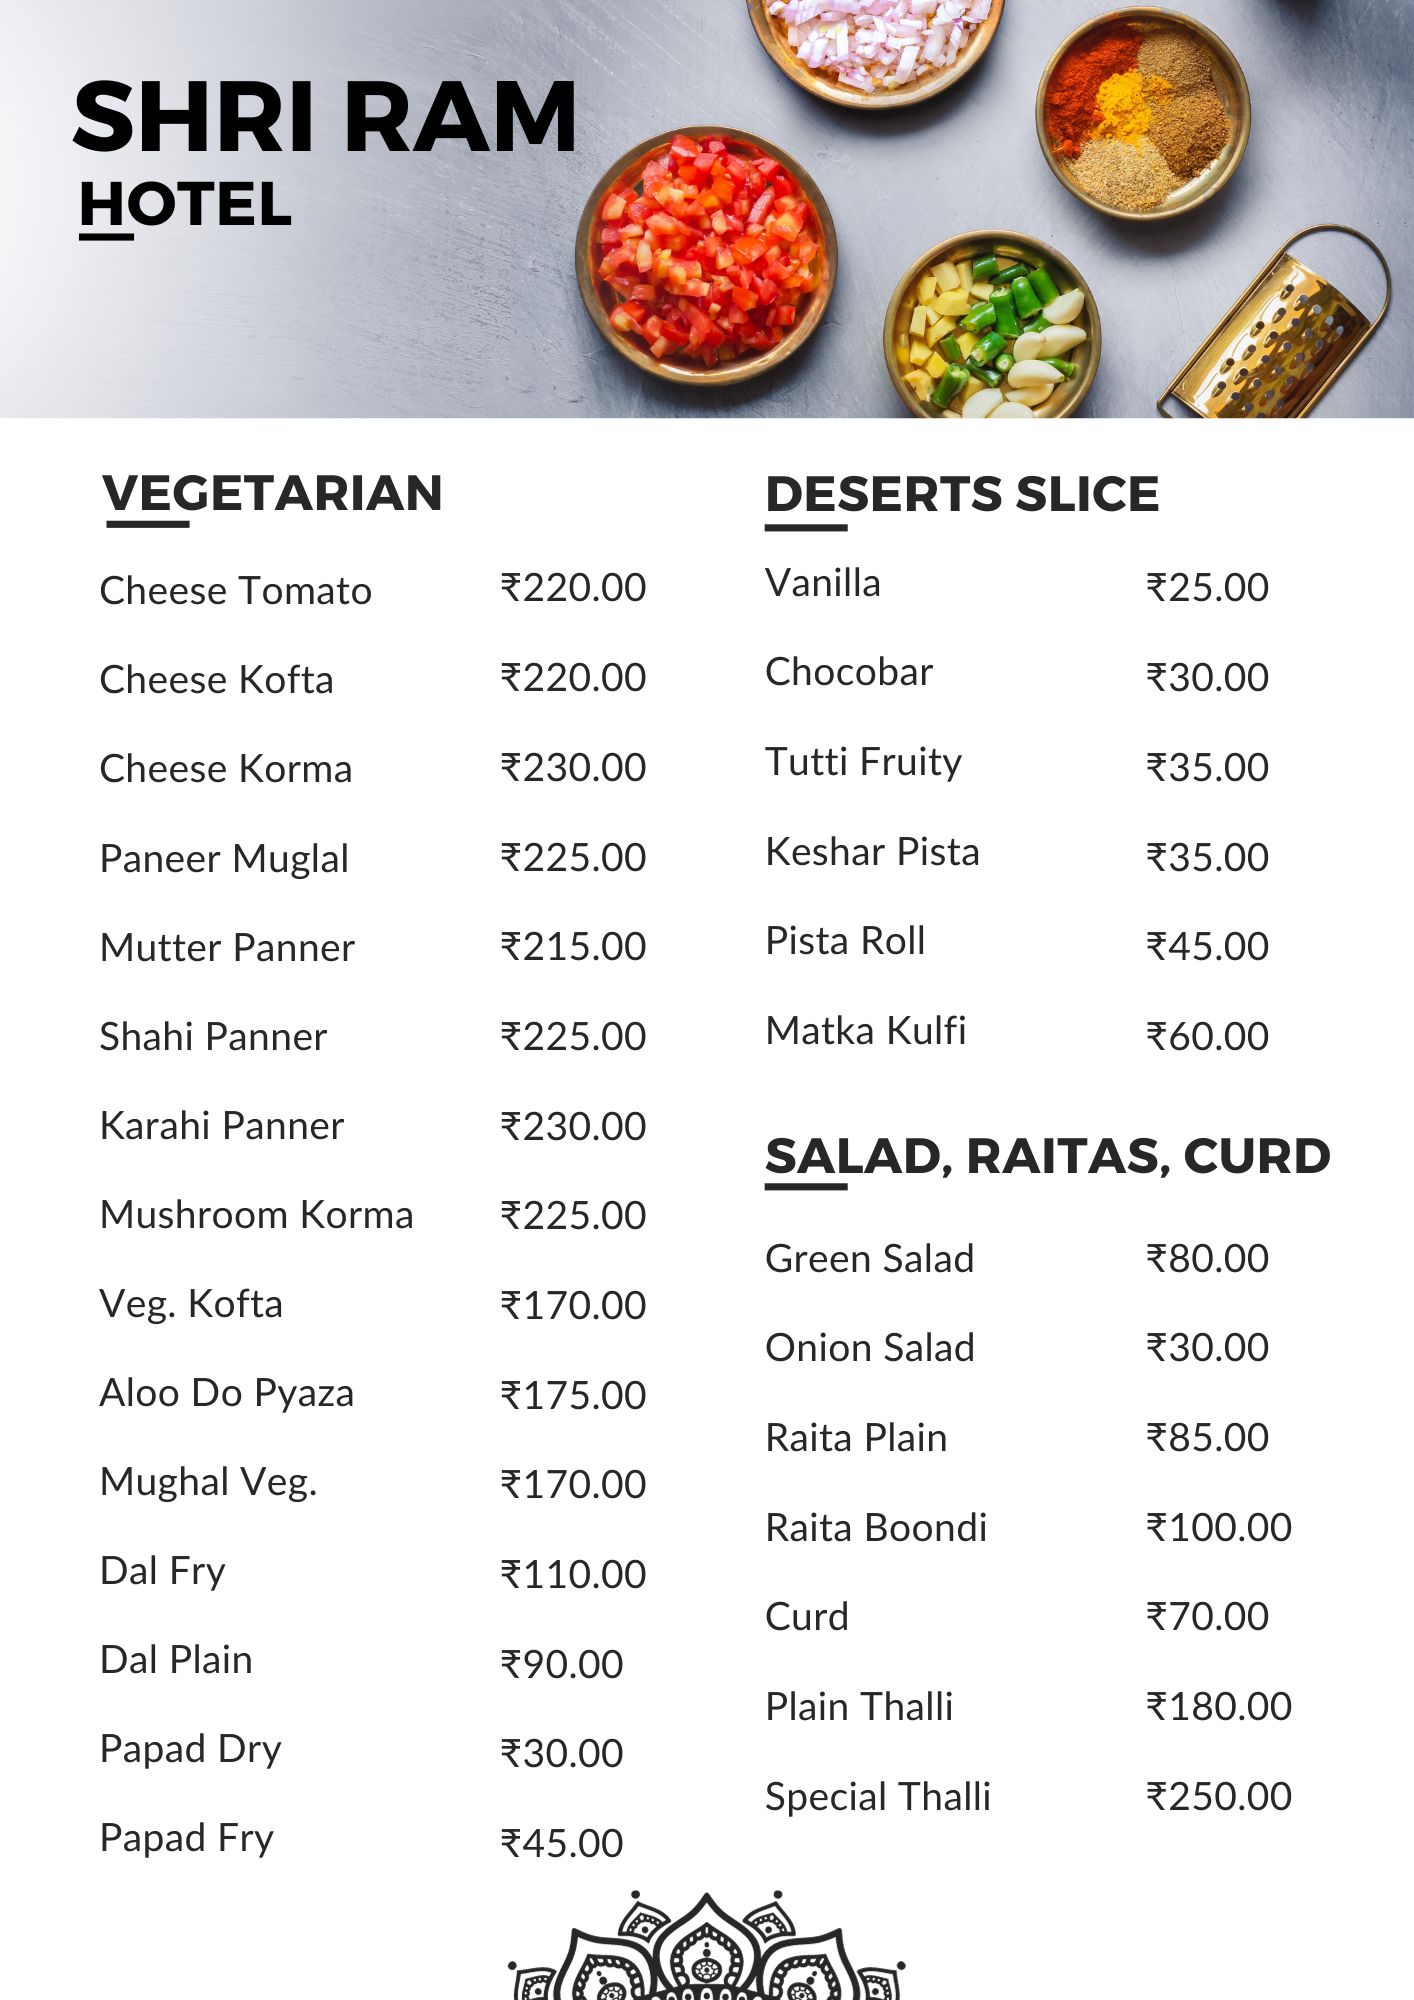 SHRI RAM
HOTEL
VEGETARIAN
Cheese Tomato ₹220.00
Cheese Kofta ₹220.00
Cheese Korma ₹230.00
Paneer Muglal ₹225.00
Mutter Panner ₹215.00
Shahi Panner ₹225.00
Karahi Panner ₹230.00
Mushroom Korma ₹225.00
Veg. Kofta ₹170.00
Aloo Do Pyaza ₹175.00
Mughal Veg. ₹170.00
Dal Fry ₹110.00
Dal Plain ₹90.00
Papad Dry ₹30.00
Papad Fry ₹45.00
DESERTS SLICE
Vanilla ₹25.00
Chocobar ₹30.00
Tutti Fruity ₹35.00
Keshar Pista ₹35.00
Pista Roll ₹45.00
Matka Kulfi ₹60.00
SALAD, RAITAS, CURD
Green Salad ₹80.00
Onion Salad ₹30.00
Raita Plain ₹85.00
Raita Boondi ₹100.00
Curd ₹70.00
Plain Thalli ₹180.00
Special Thalli ₹250.00